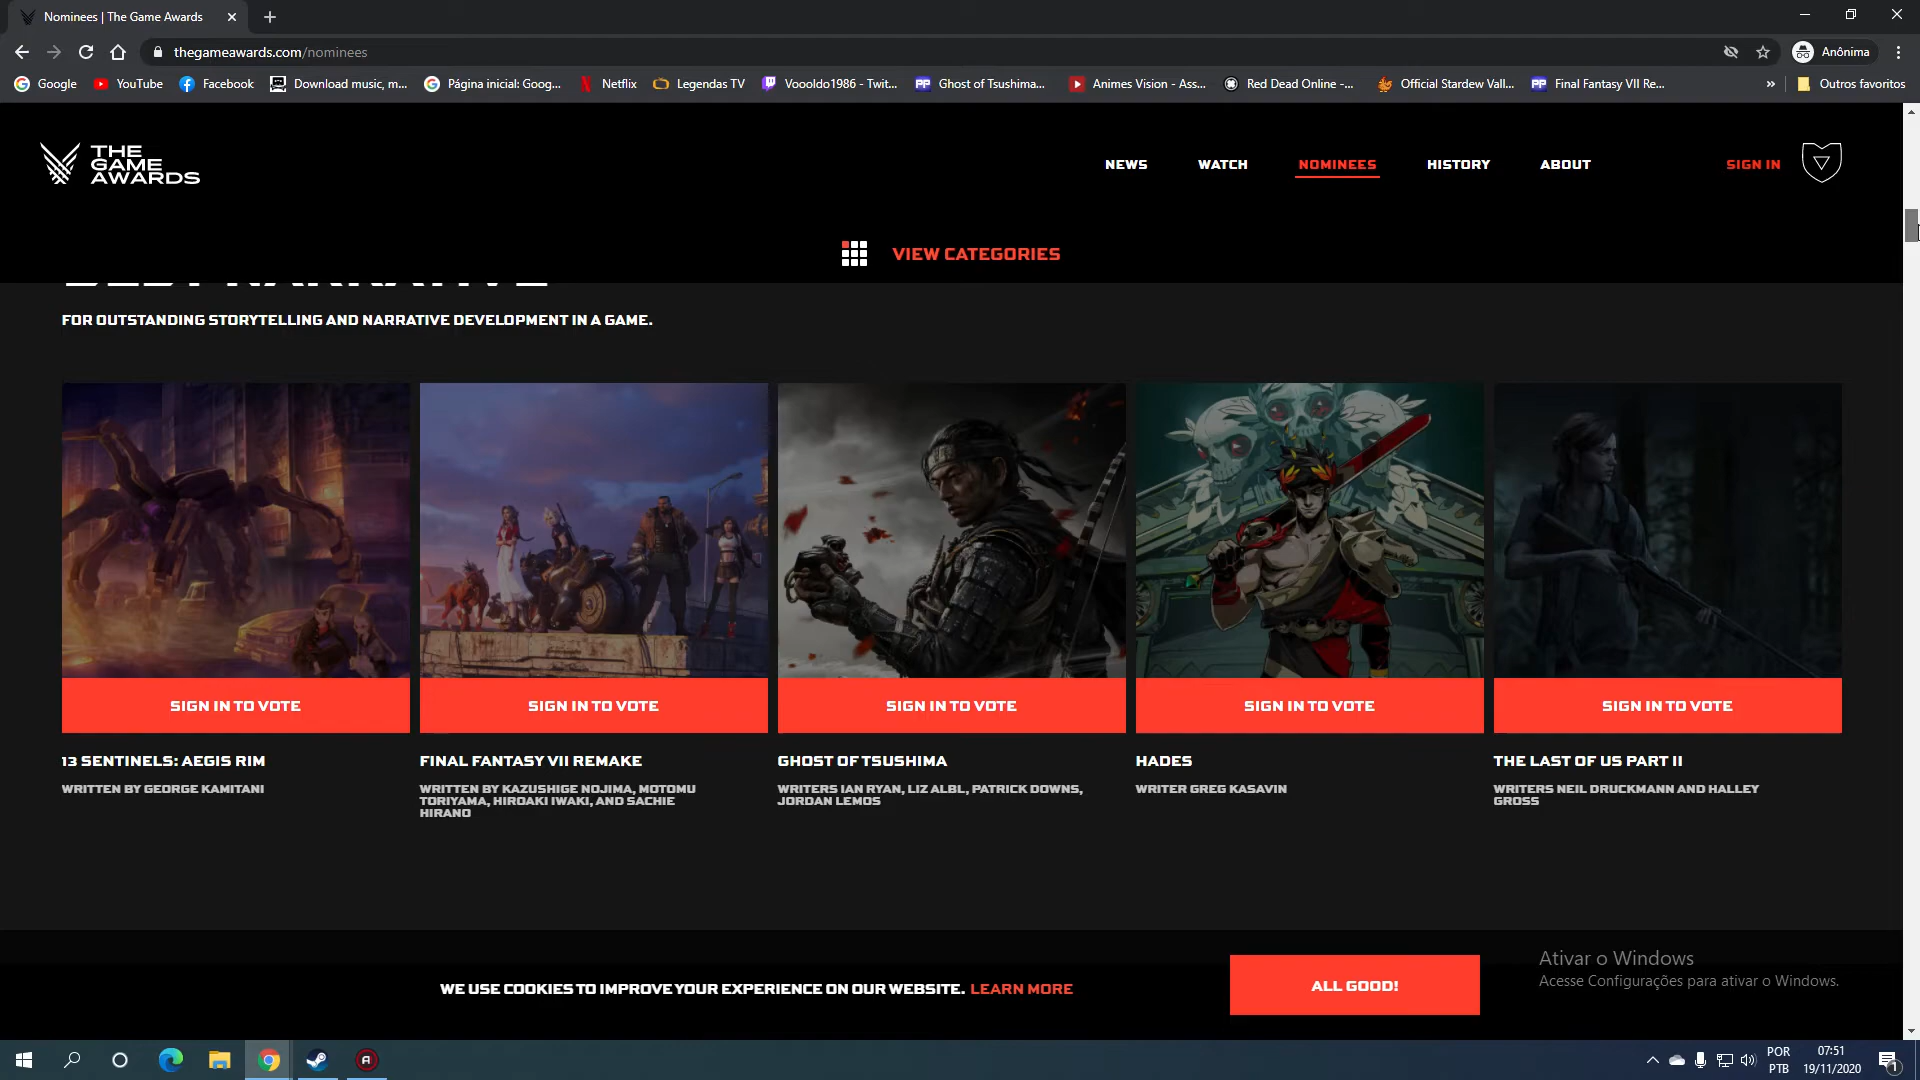 Nominees | The Game Awards
thegameawards.com/nominees
Anônima
Google
YouTube
Facebook
Download music, m...
Página inicial: Goog...
Netflix
Legendas TV
Voooldo1986 - Twit...
Ghost of Tsushima...
Animes Vision - Ass...
Red Dead Online -...
Official Stardew Vall...
Final Fantasy VII Re...
»
Outros favoritos
THE
GAME
AWARDS
NEWS
WATCH
NOMINEES
HISTORY
ABOUT
SIGN IN
VIEW CATEGORIES
BEST NARRATIVE
FOR OUTSTANDING STORYTELLING AND NARRATIVE DEVELOPMENT IN A GAME.
SIGN IN TO VOTE
SIGN IN TO VOTE
SIGN IN TO VOTE
SIGN IN TO VOTE
SIGN IN TO VOTE
13 SENTINELS: AEGIS RIM
WRITTEN BY GEORGE KAMITANI
FINAL FANTASY VII REMAKE
WRITTEN BY KAZUSHIGE NOJIMA, MOTOMU
TORIYAMA, HIROAKI IWAKI, AND SACHIE
HIRANO
GHOST OF TSUSHIMA
WRITERS IAN RYAN, LIZ ALBL, PATRICK DOWNS,
JORDAN LEMOS
HADES
WRITER GREG KASAVIN
THE LAST OF US PART II
WRITERS NEIL DRUCKMANN AND HALLEY
GROSS
WE USE COOKIES TO IMPROVE YOUR EXPERIENCE ON OUR WEBSITE. LEARN MORE
ALL GOOD!
Ativar o Windows
Acesse Configurações para ativar o Windows.
POR
PTB
07:51
19/11/2020
1